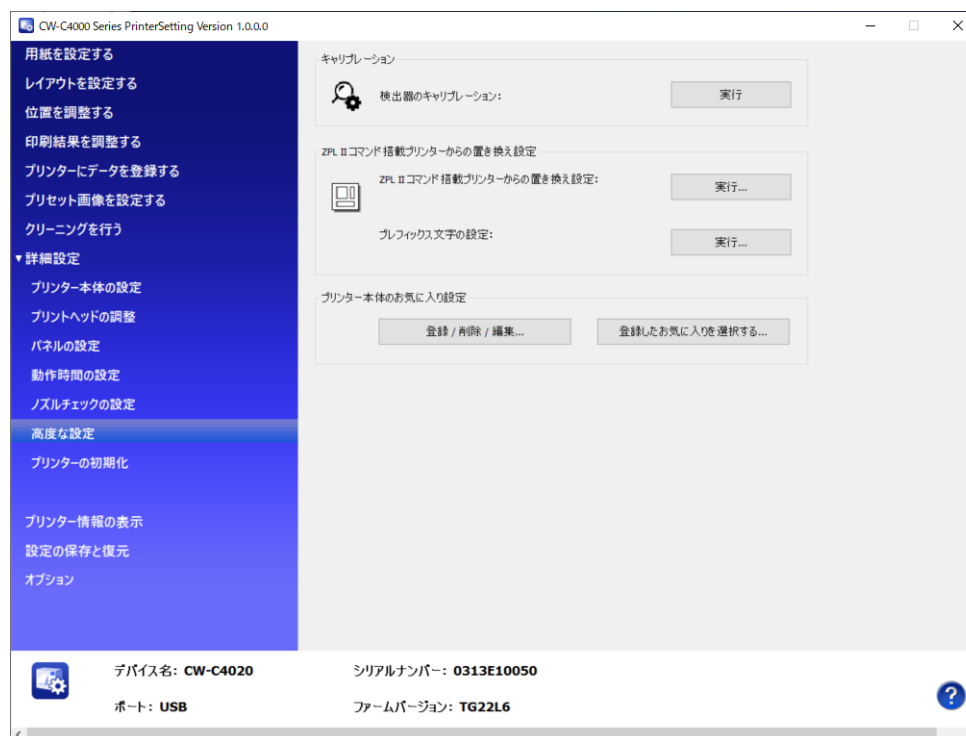 CW-C4000 Series PrinterSetting Version 1.0.0.0
用紙を設定する
レイアウトを設定する
位置を調整する
印刷結果を調整する
プリンターにデータを登録する
プリセット画像を設定する
クリーニングを行う
▼詳細設定
プリンター本体の設定
プリントヘッドの調整
パネルの設定
動作時間の設定
ノズルチェックの設定
高度な設定
プリンターの初期化
プリンター情報の表示
設定の保存と復元
オプション
キャリブレーション
検出器のキャリブレーション:
実行
ZPL IIコマンド搭載プリンターからの置き換え設定
ZPL IIコマンド搭載プリンターからの置き換え設定:
実行...
プレフィックス文字の設定:
実行...
プリンター本体のお気に入り設定
登録 / 削除 / 編集...
登録したお気に入りを選択する...
デバイス名: CW-C4020
シリアルナンバー: 0313E10050
ポート: USB
ファームバージョン: TG22L6